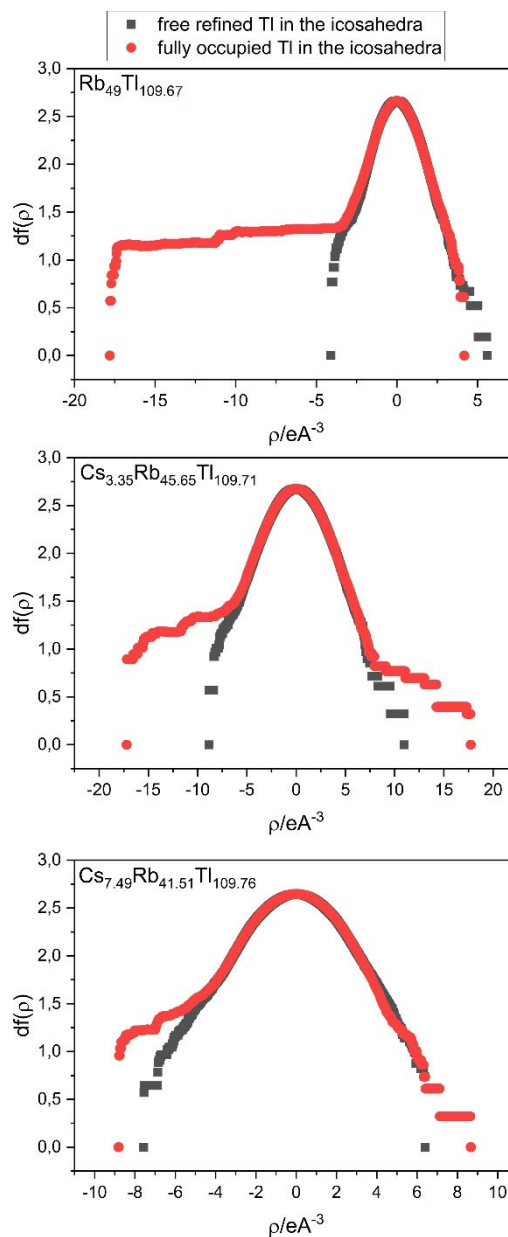 free refined Tl in the icosahedra
fully occupied Tl in the icosahedra
Rb₄₉Tl₁₀₉.₆₇
3,0
2,5
2,0
1,5
1,0
0,5
0,0
df(ρ)
-20 -15 -10 -5 0 5
ρ/eA⁻³
Cs₃.₃₅Rb₄₅.₆₅Tl₁₀₉.₇₁
3,0
2,5
2,0
1,5
1,0
0,5
0,0
df(ρ)
-20 -15 -10 -5 0 5 10 15 20
ρ/eA⁻³
Cs₇.₄₉Rb₄₁.₅₁Tl₁₀₉.₇₆
3,0
2,5
2,0
1,5
1,0
0,5
0,0
df(ρ)
-10 -8 -6 -4 -2 0 2 4 6 8 10
ρ/eA⁻³